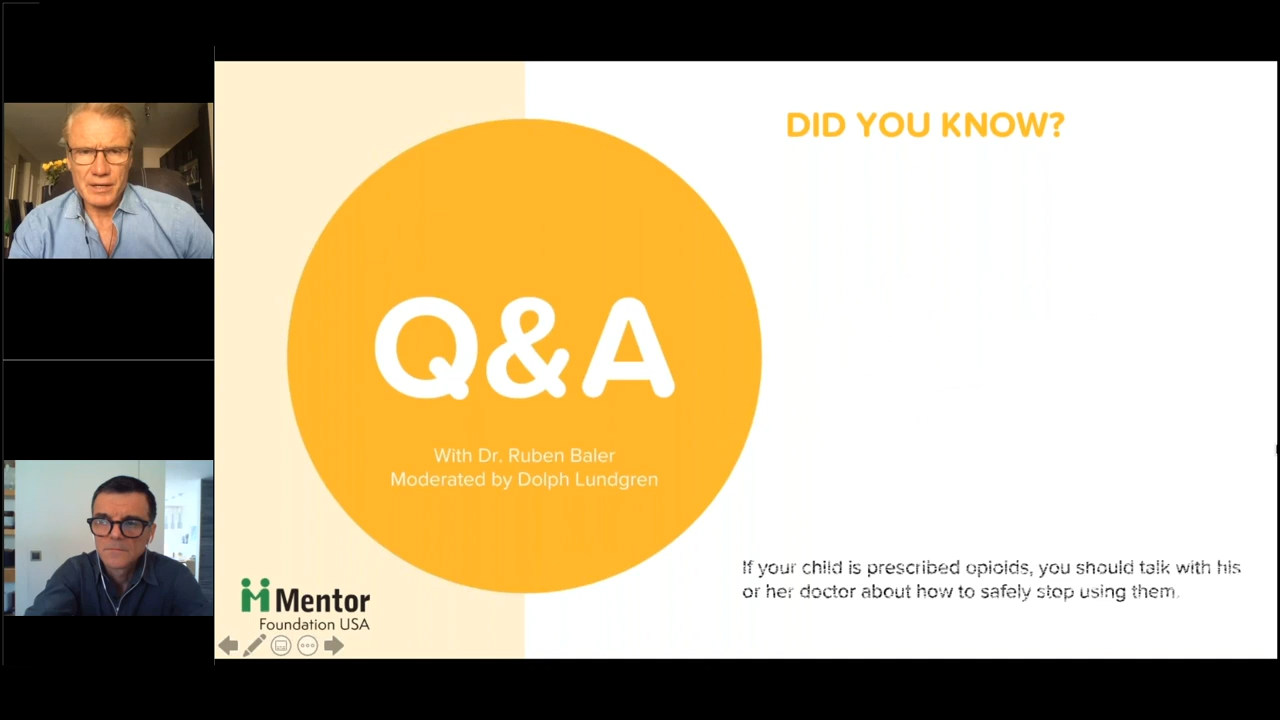 DID YOU KNOW?
Q&A
With Dr. Ruben Baler
Moderated by Dolph Lundgren
If your child is prescribed opioids, you should talk with his
or her doctor about how to safely stop using them.
Mentor
Foundation USA